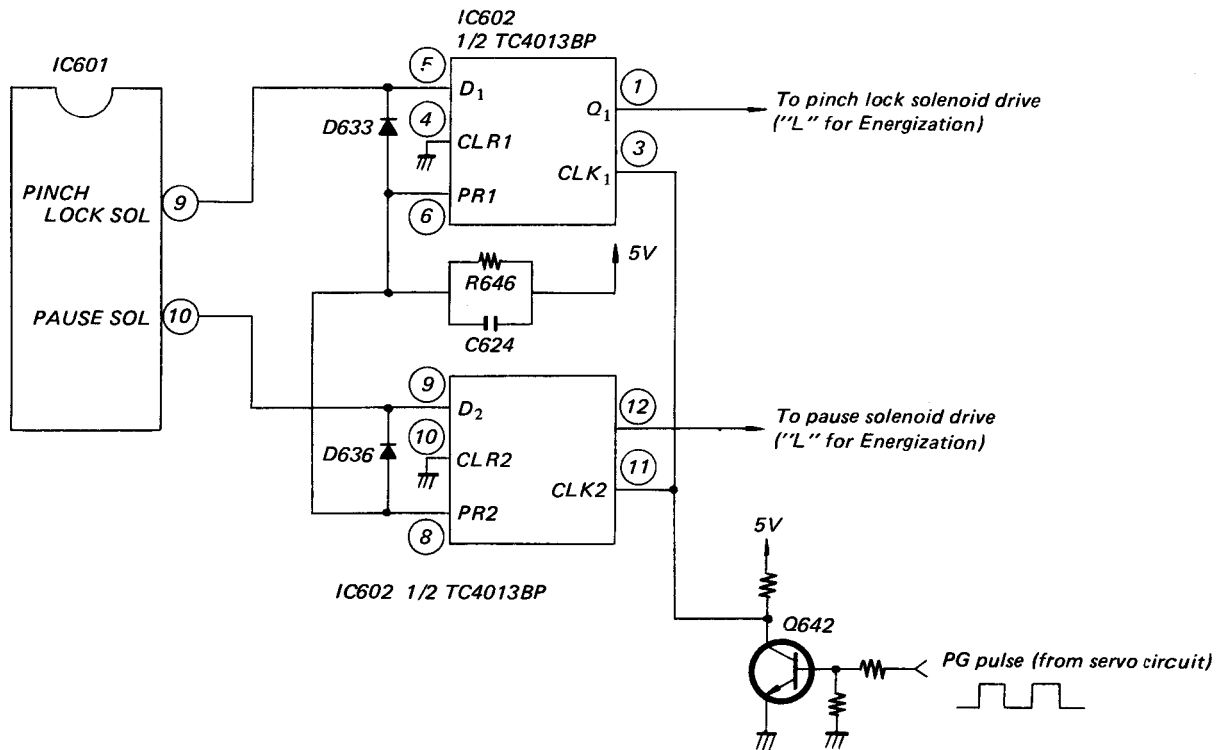 IC602
1/2 TC4013BP
IC601
5
D1
Q1
1
To pinch lock solenoid drive
("L" for Energization)
D633
4
CLR1
3
CLK1
PINCH
LOCK SOL
9
PR1
6
5V
R646
C624
PAUSE SOL
10
9
D2
12
To pause solenoid drive
("L" for Energization)
D636
10
CLR2
11
CLK2
PR2
8
5V
IC602 1/2 TC4013BP
Q642
PG pulse (from servo circuit)